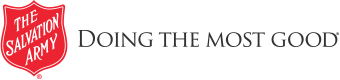 THE
SALVATION
ARMY
DOING THE MOST GOOD®